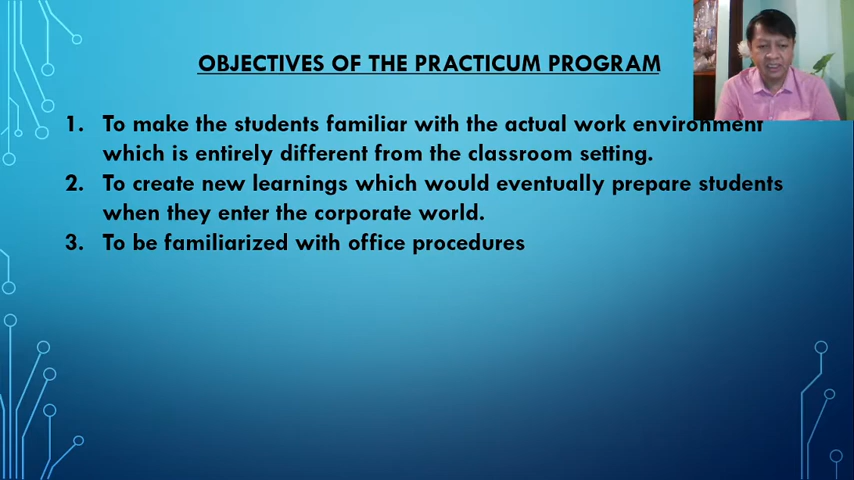 OBJECTIVES OF THE PRACTICUM PROGRAM
1. To make the students familiar with the actual work environment
which is entirely different from the classroom setting.
2. To create new learnings which would eventually prepare students
when they enter the corporate world.
3. To be familiarized with office procedures